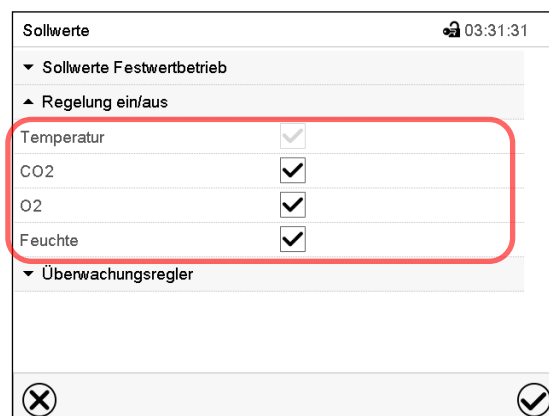 Sollwerte 03:31:31
Sollwerte Festwertbetrieb
Regelung ein/aus
Temperatur
CO2
O2
Feuchte
Überwachungsregler